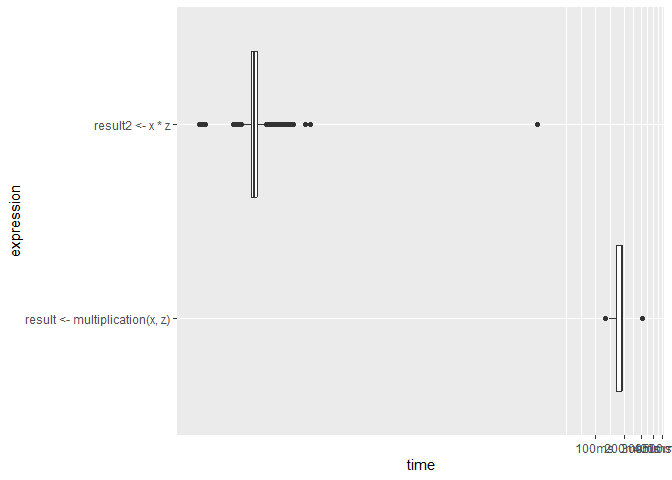 result2 <- x * z
result <- multiplication(x, z)
expression
100ms
time